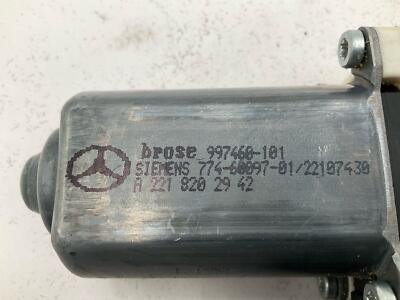 brose 997460-101
SIEMENS 774-60097-01/22107430
A 221 820 29 42